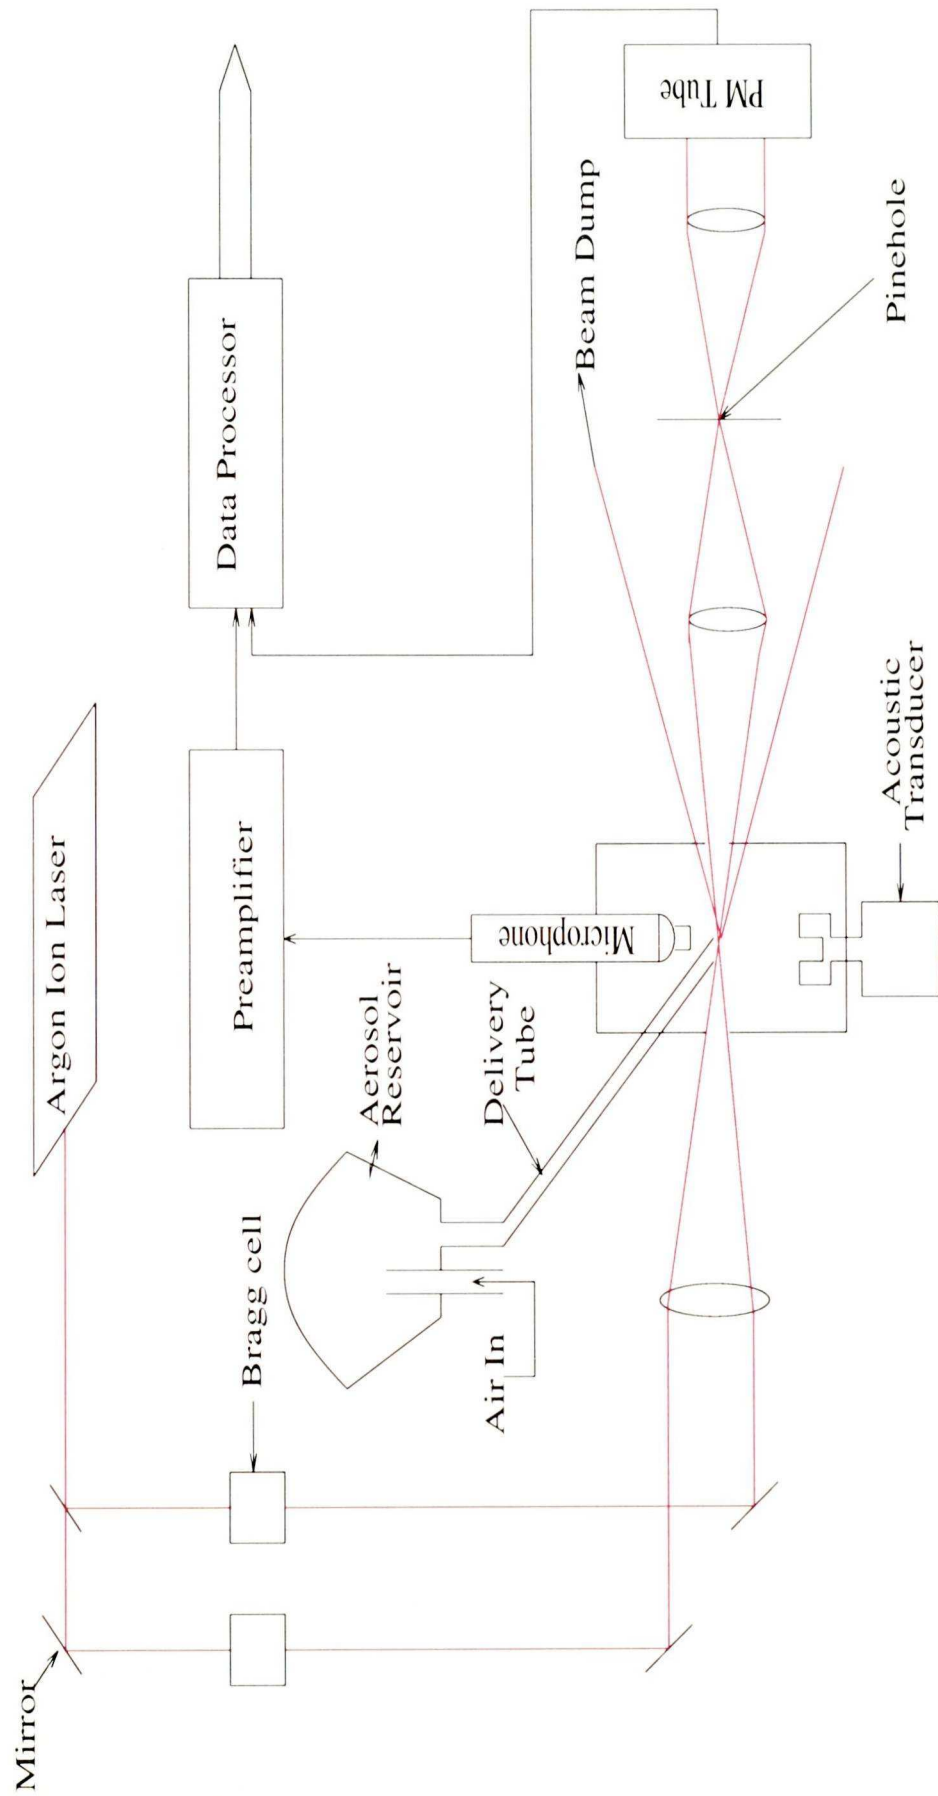 Mirror
Argon Ion Laser
Bragg cell
Preamplifier
Data Processor
Aerosol
Reservoir
Air In
Delivery
Tube
Microphone
Beam Dump
PM Tube
Pinehole
Acoustic
Transducer